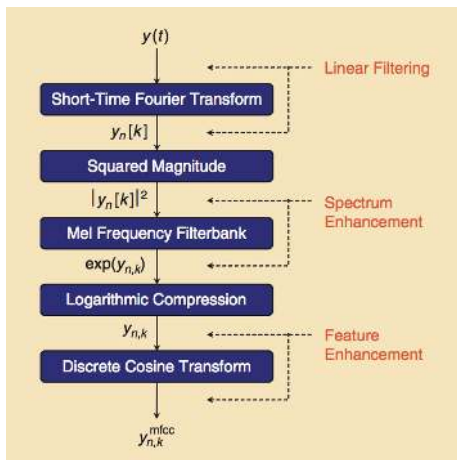 y(t)
Linear Filtering
Short-Time Fourier Transform
yₙ[k]
Squared Magnitude
|yₙ[k]|²
Spectrum
Enhancement
Mel Frequency Filterbank
exp(yₙ,ₖ)
Logarithmic Compression
yₙ,ₖ
Feature
Enhancement
Discrete Cosine Transform
yₙ,ₖᵐᶠᶜᶜ